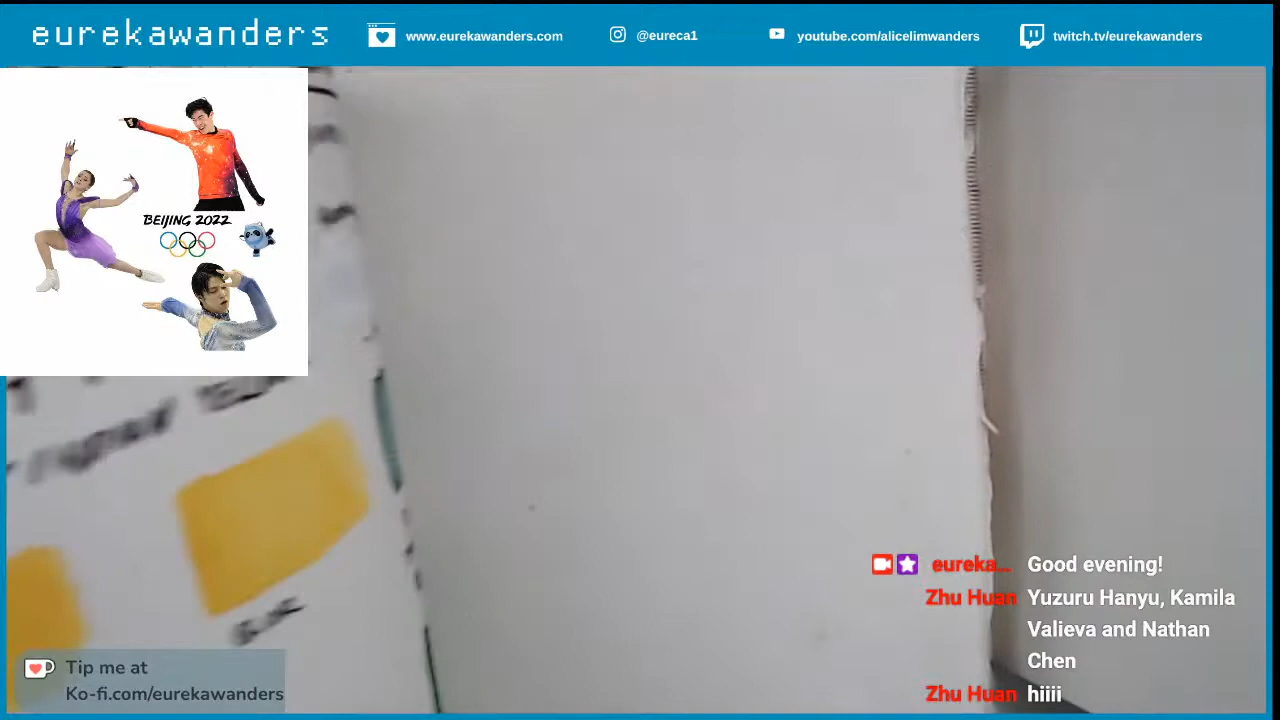 eurekawanders
www.eurekawanders.com
@eureca1
youtube.com/alicelimwanders
twitch.tv/eurekawanders
BEIJING 2022
eureka...
Good evening!
Zhu Huan
Yuzuru Hanyu, Kamila
Valieva and Nathan
Chen
Zhu Huan
hiiii
Tip me at
Ko-fi.com/eurekawanders